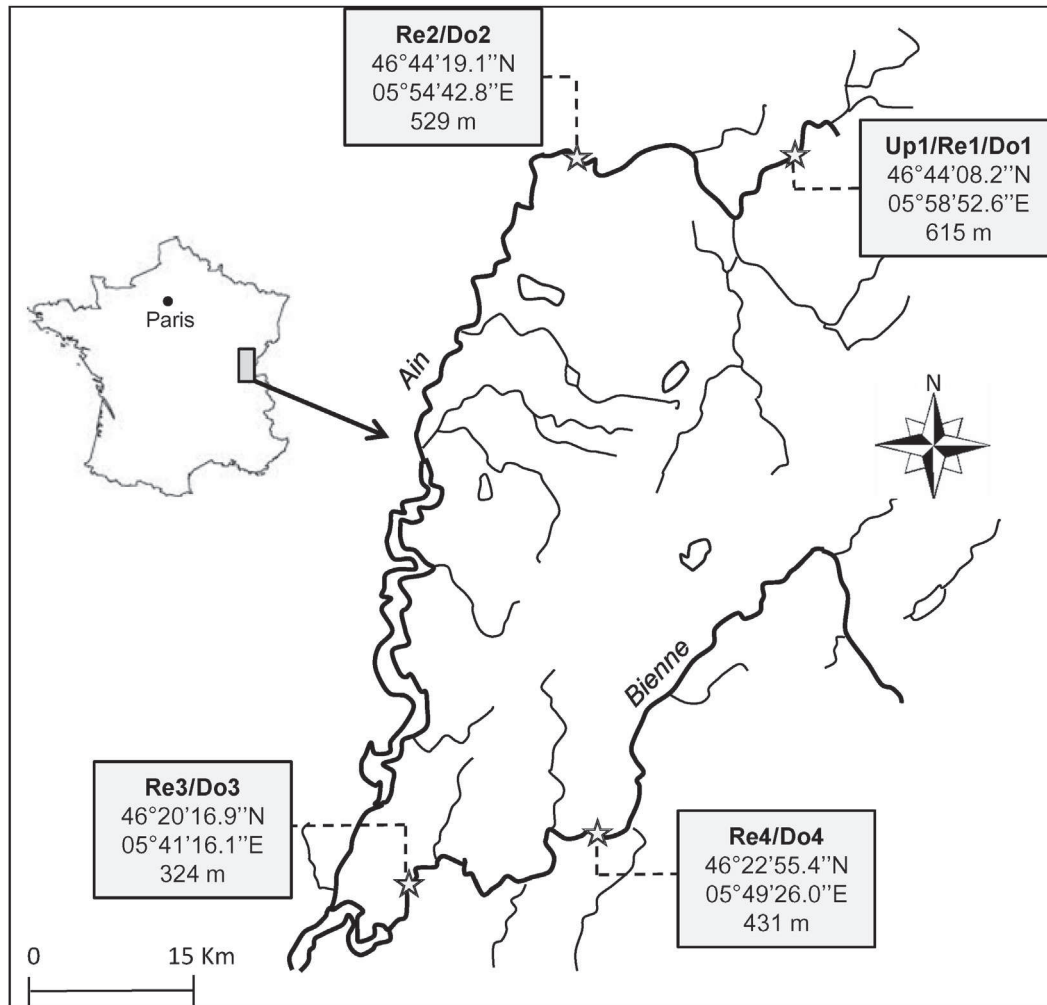 Re2/Do2
46°44'19.1''N
05°54'42.8''E
529 m
Up1/Re1/Do1
46°44'08.2''N
05°58'52.6''E
615 m
Paris
Ain
N
Bienne
Re3/Do3
46°20'16.9''N
05°41'16.1''E
324 m
Re4/Do4
46°22'55.4''N
05°49'26.0''E
431 m
0 15 Km